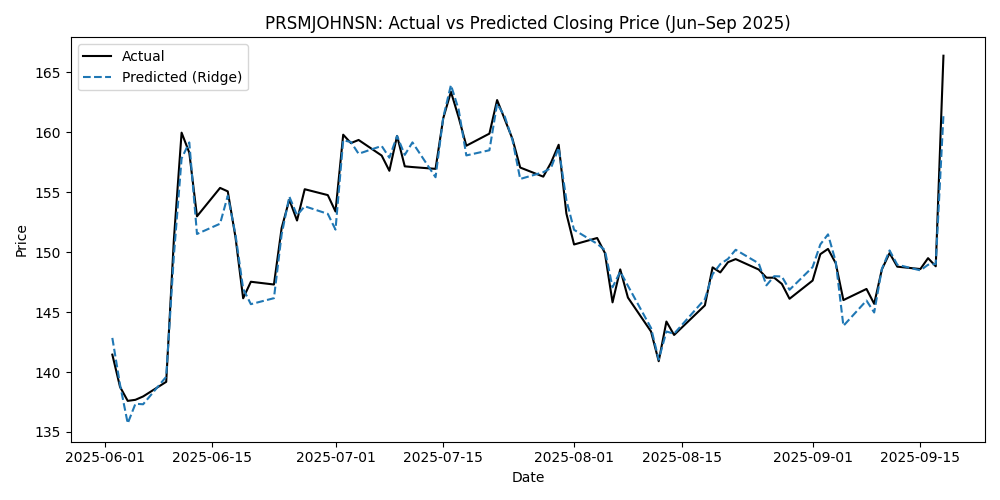 PRSMJOHNSN: Actual vs Predicted Closing Price (Jun–Sep 2025)
Actual
Predicted (Ridge)
Price
165
160
155
150
145
140
135
2025-06-01 2025-06-15 2025-07-01 2025-07-15 2025-08-01 2025-08-15 2025-09-01 2025-09-15
Date